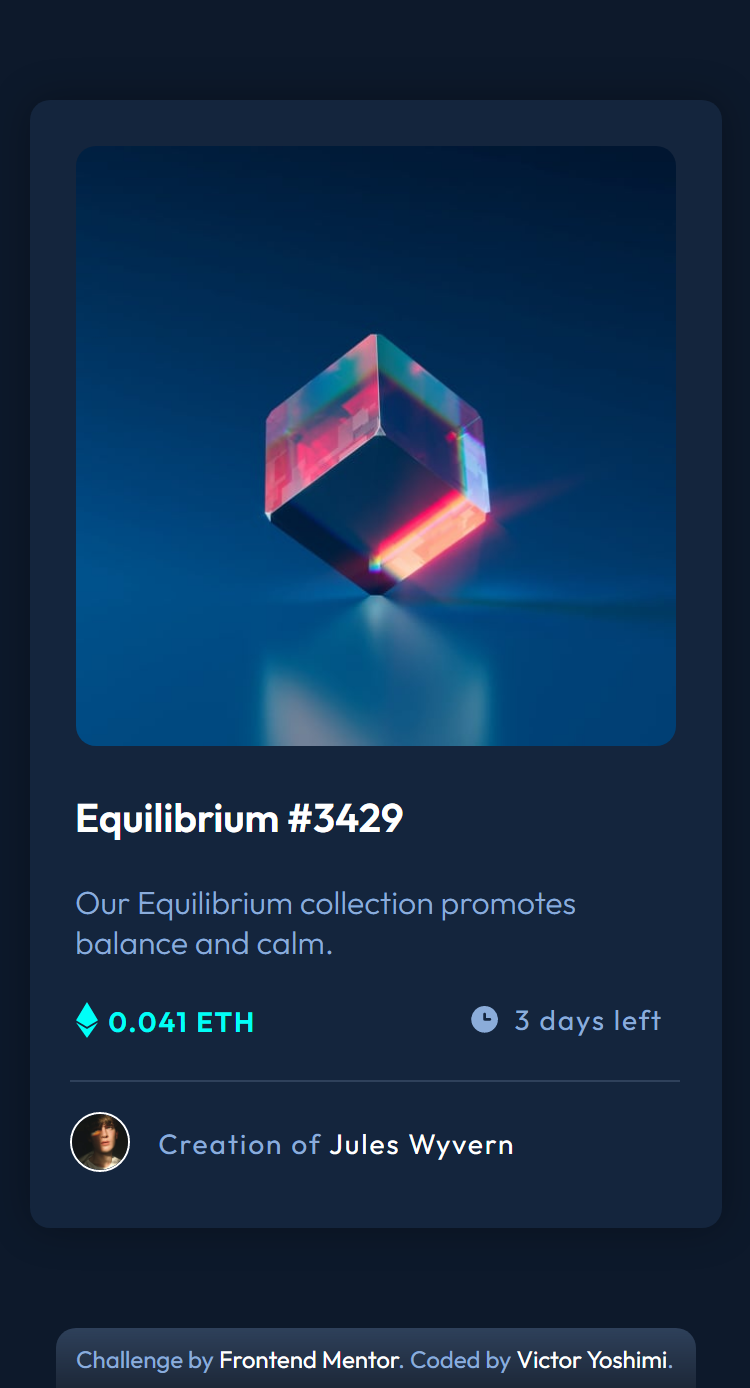 Equilibrium #3429
Our Equilibrium collection promotes
balance and calm.
0.041 ETH
3 days left
Creation of Jules Wyvern
Challenge by Frontend Mentor. Coded by Victor Yoshimi.